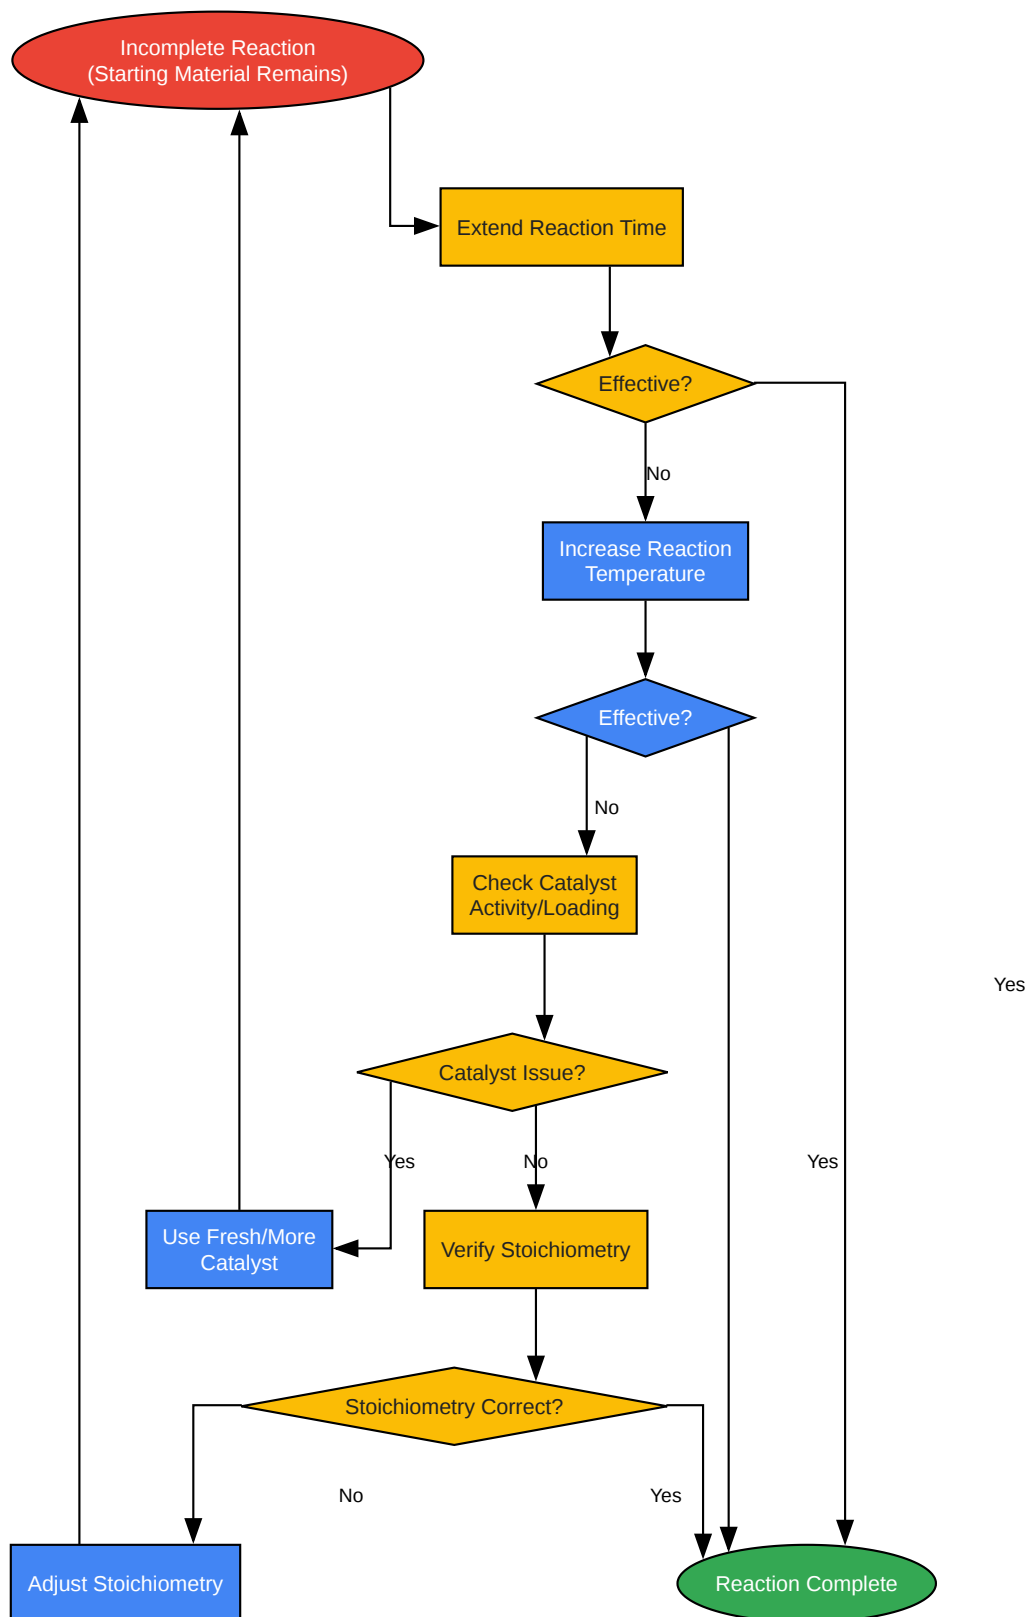 Incomplete Reaction
(Starting Material Remains)
Extend Reaction Time
Effective?
No
Increase Reaction
Temperature
Effective?
No
Check Catalyst
Activity/Loading
Yes
Catalyst Issue?
Yes
No
Yes
Use Fresh/More
Catalyst
Verify Stoichiometry
Stoichiometry Correct?
No
Yes
Adjust Stoichiometry
Reaction Complete